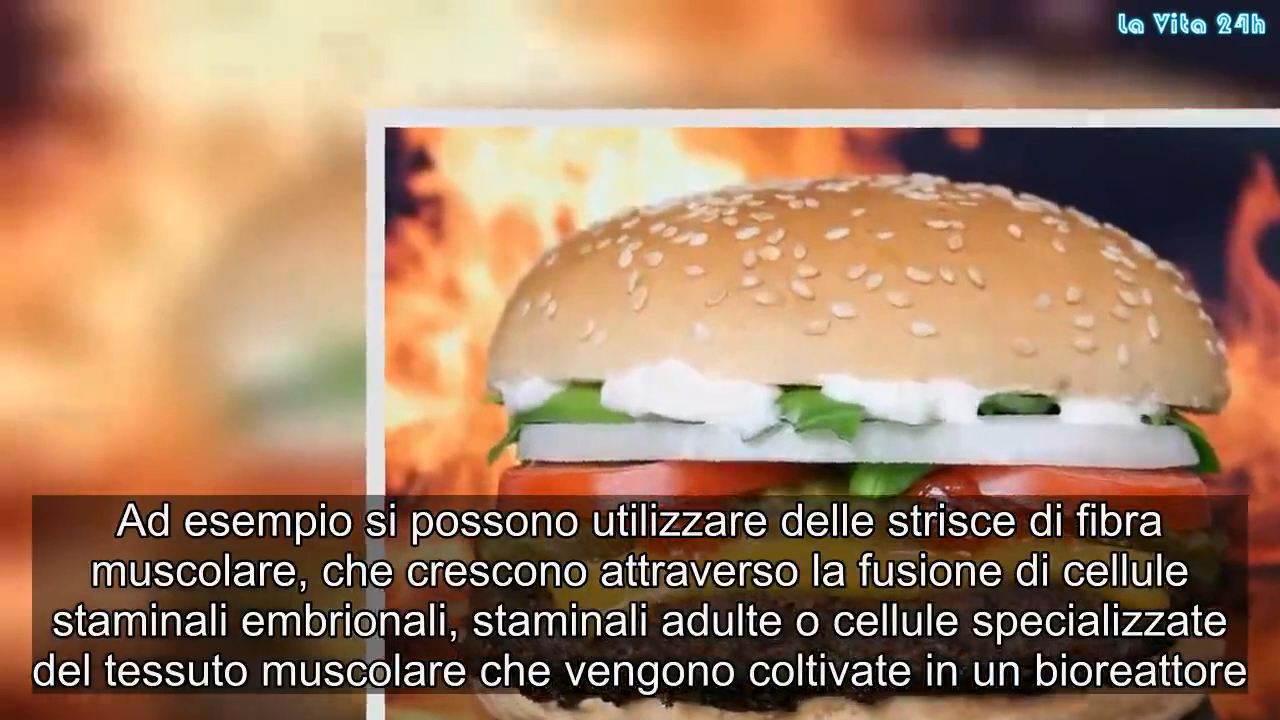 La Vita 24h
Ad esempio si possono utilizzare delle strisce di fibra
muscolare, che crescono attraverso la fusione di cellule
staminali embrionali, staminali adulte o cellule specializzate
del tessuto muscolare che vengono coltivate in un bioreattore